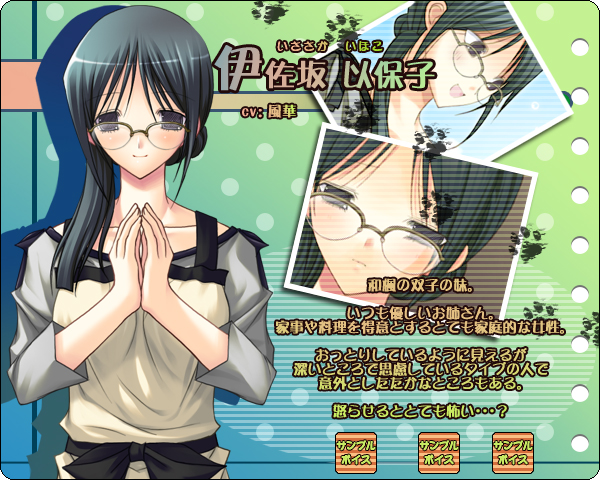 いささか いほこ
伊佐坂 以保子
cv: 風華
和楓の双子の妹。
いつも優しいお姉さん。
家事や料理を得意とするとても家庭的な女性。
おっとりしているように見えるが
深いところで思慮しているタイプの人で
意外としたたかなところもある。
怒らせるととても怖い…？
サンプル サンプル サンプル
ボイス ボイス ボイス